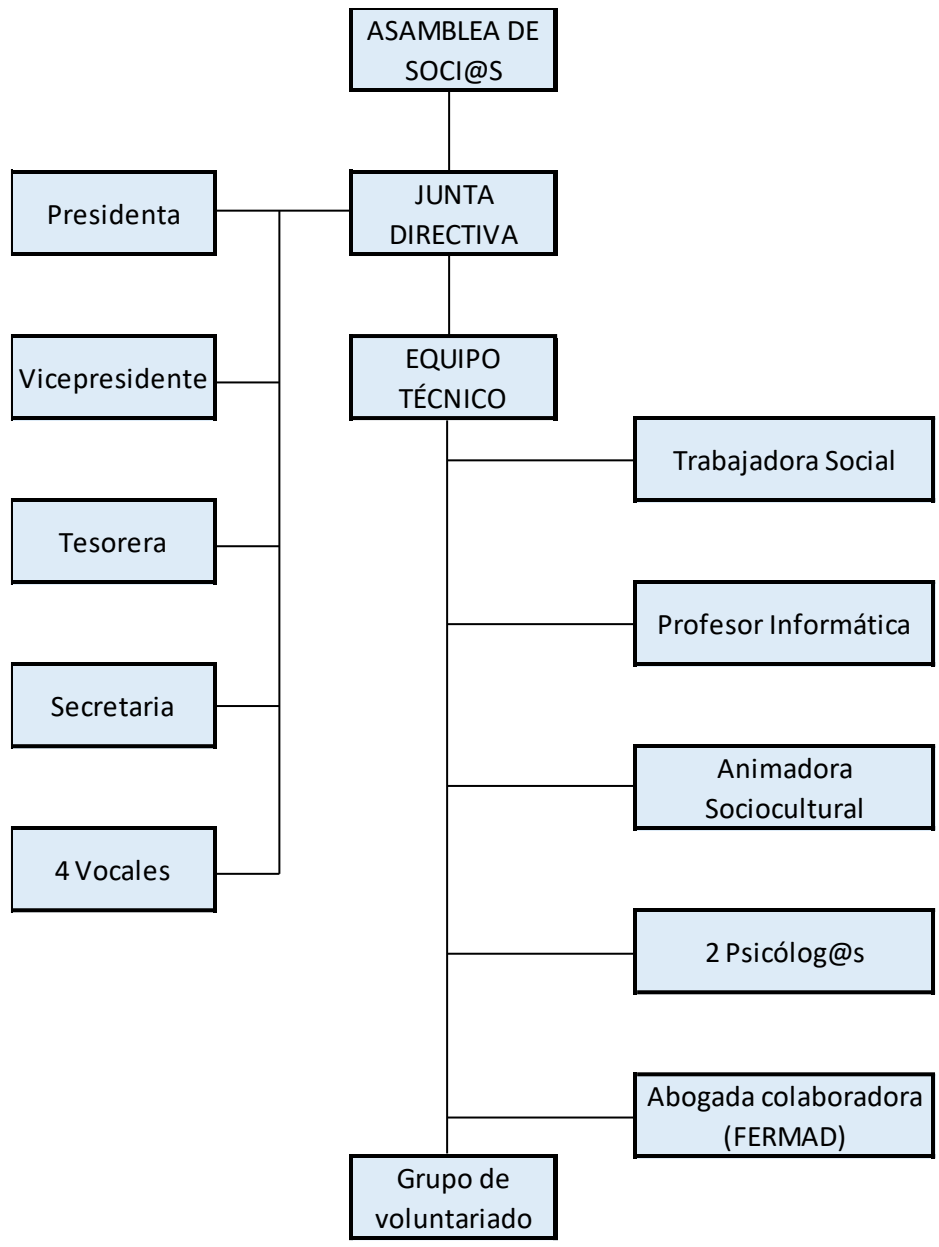 ASAMBLEA DE
SOCI@S
Presidenta
JUNTA
DIRECTIVA
Vicepresidente
EQUIPO
TÉCNICO
Trabajadora Social
Tesorera
Profesor Informática
Secretaria
Animadora
Sociocultural
4 Vocales
2 Psicólog@s
Abogada colaboradora
(FERMAD)
Grupo de
voluntariado